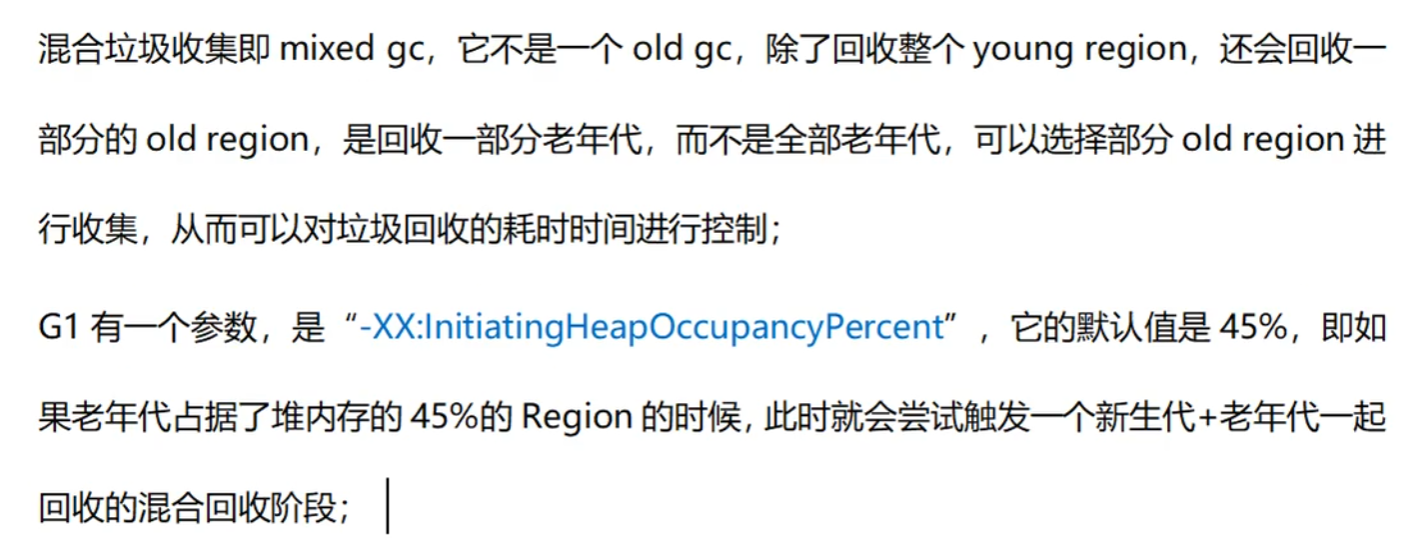 混合垃圾收集即 mixed gc，它不是一个 old gc，除了回收整个 young region，还会回收一
部分的 old region，是回收一部分老年代，而不是全部老年代，可以选择部分 old region 进
行收集，从而可以对垃圾回收的耗时时间进行控制；
G1 有一个参数，是“-XX:InitiatingHeapOccupancyPercent”，它的默认值是 45%，即如
果老年代占据了堆内存的 45%的 Region 的时候，此时就会尝试触发一个新生代+老年代一起
回收的混合回收阶段；